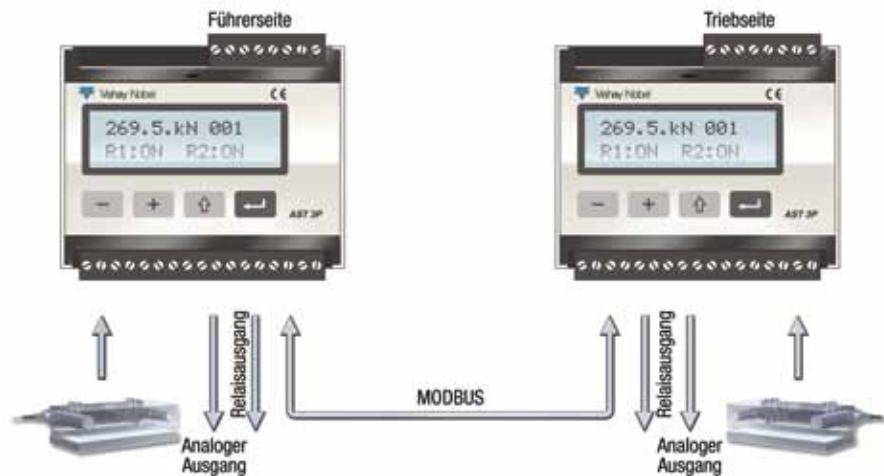 Führerseite
Triebseite
Vishay Nobel
CE
269.5.kN 001
R1:ON R2:ON
- +
AST 3P
Vishay Nobel
CE
269.5.kN 001
R1:ON R2:ON
- +
AST 3P
Relaisausgang
Analoger
Ausgang
MODBUS
Relaisausgang
Analoger
Ausgang